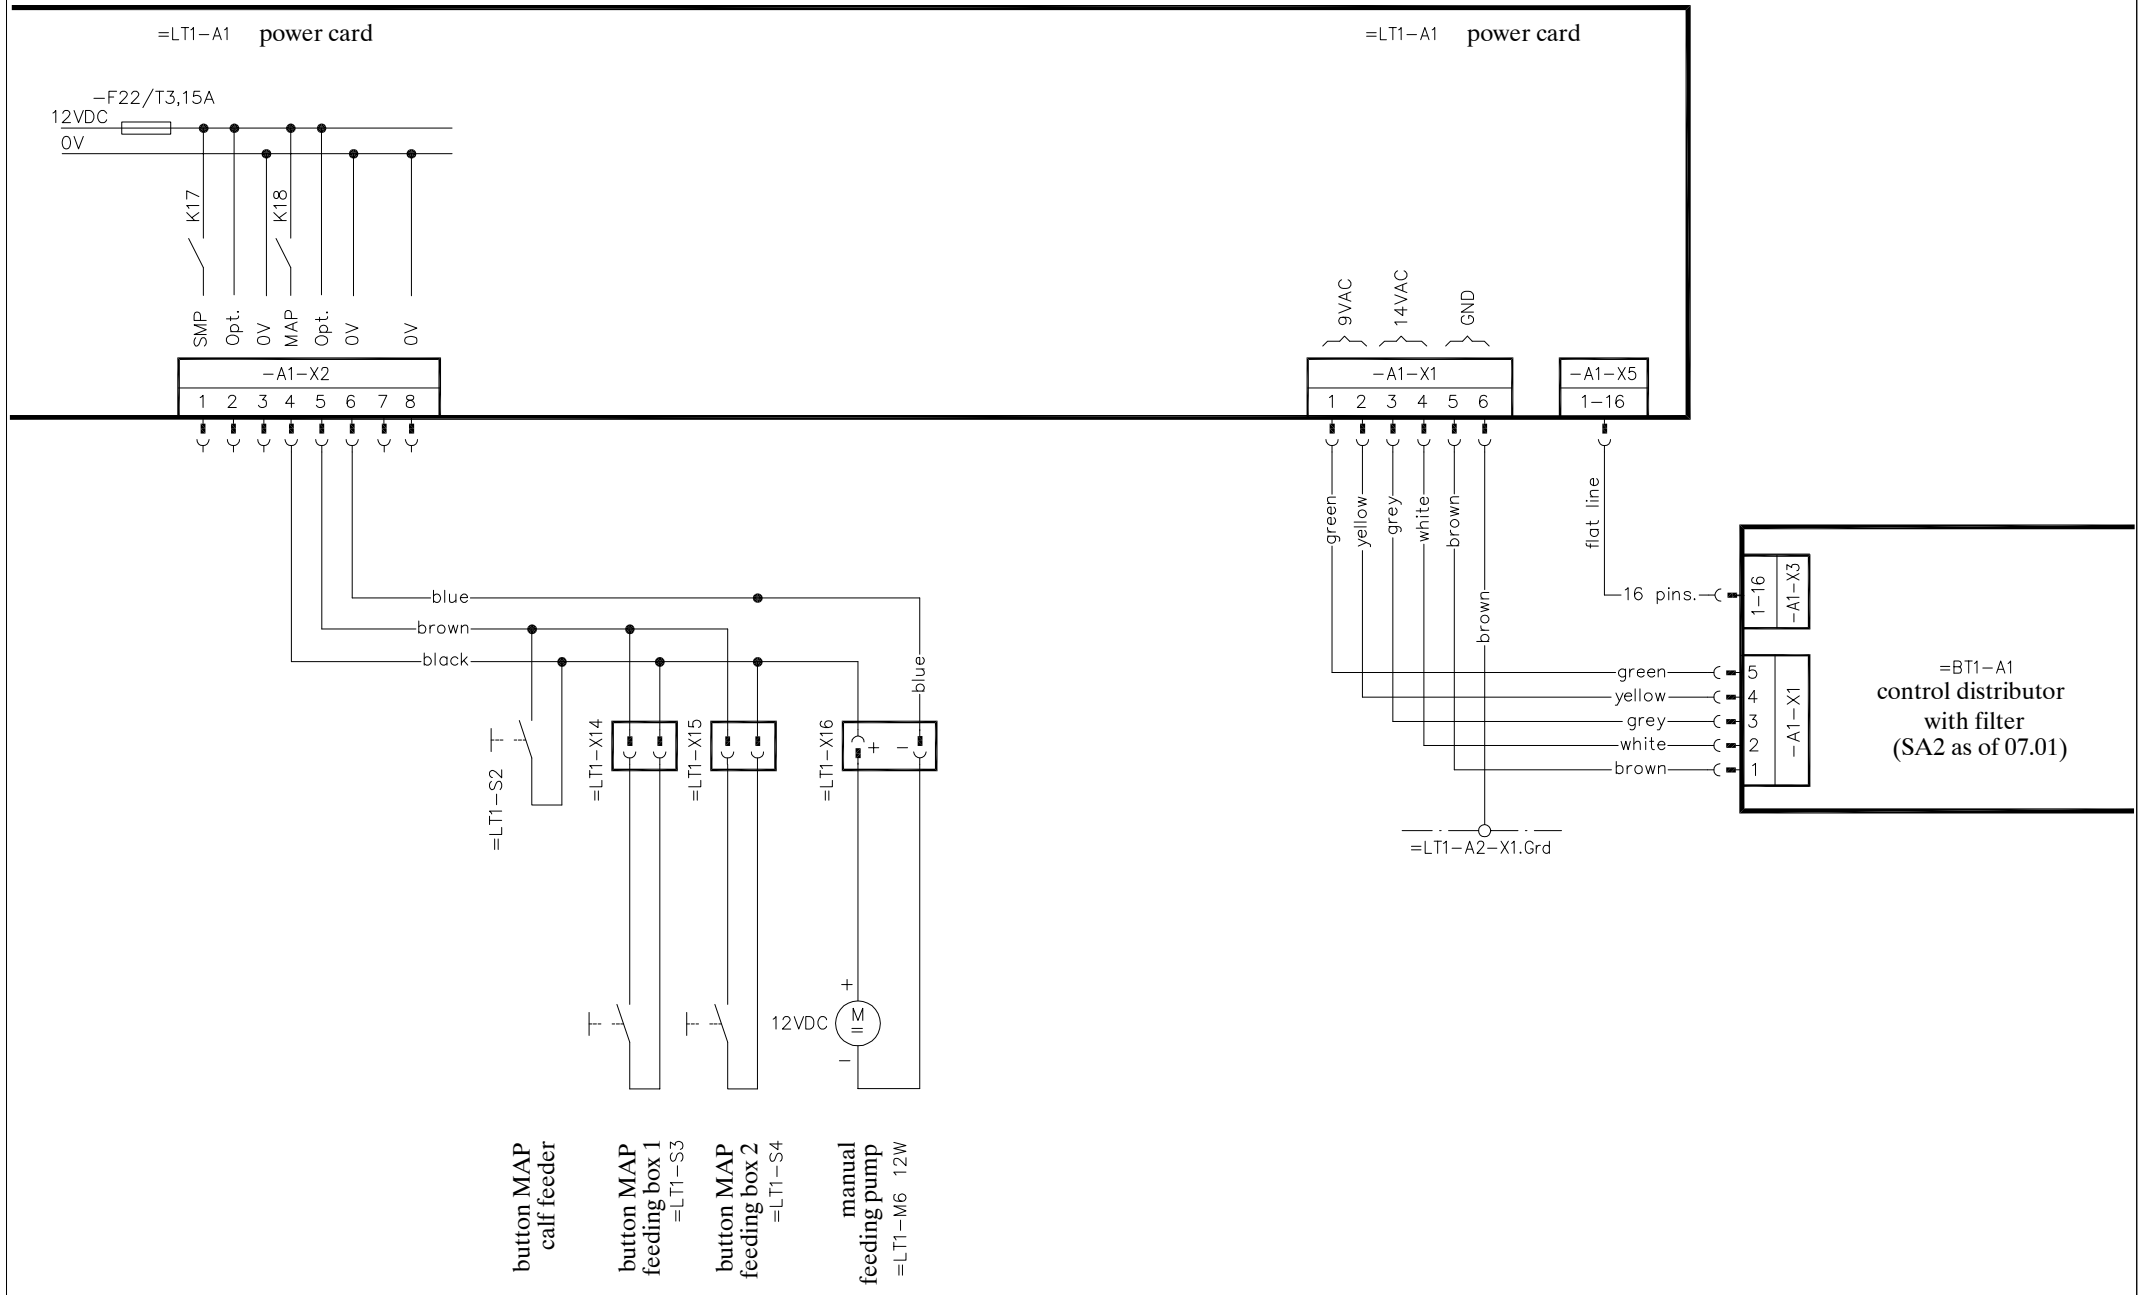 =LT1-A1 power card
=LT1-A1 power card
-F22/T3,15A
12VDC
0V
K17
K18
SMP
Opt.
0V
MAP
Opt.
0V
0V
-A1-X2
1 2 3 4 5 6 7 8
9VAC
14VAC
GND
-A1-X1
1 2 3 4 5 6
-A1-X5
1-16
green
yellow
grey
white
brown
brown
flat line
16 pins.
1-16
-A1-X3
blue
brown
black
blue
green
yellow
grey
white
brown
5
4
3
2
1
-A1-X1
=BT1-A1
control distributor
with filter
(SA2 as of 07.01)
=LT1-S2
=LT1-X14
=LT1-X15
=LT1-X16
+ -
=LT1-A2-X1.Grd
+
12VDC
M
=
-
button MAP
calf feeder
button MAP
feeding box 1
=LT1-S3
button MAP
feeding box 2
=LT1-S4
manual
feeding pump
=LT1-M6 12W